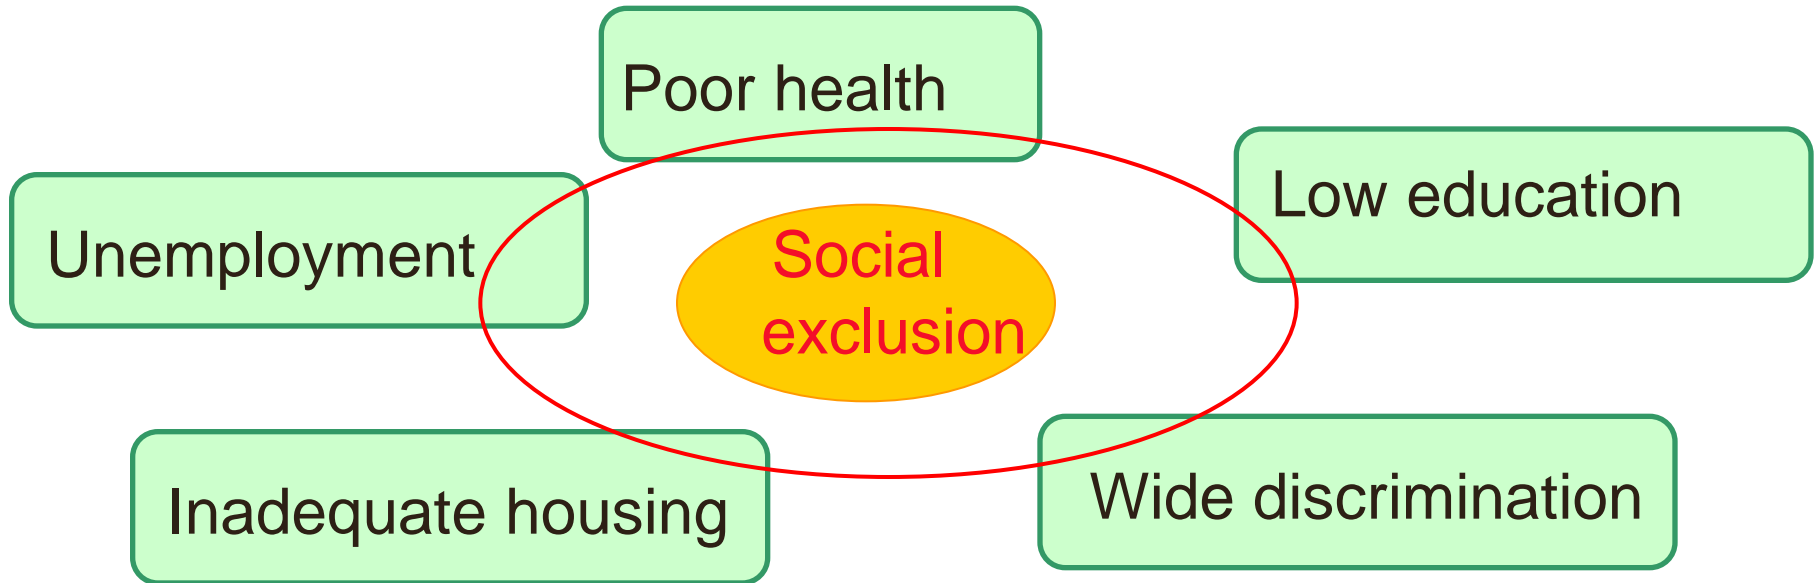 Poor health
Low education
Unemployment
Social
exclusion
Inadequate housing
Wide discrimination